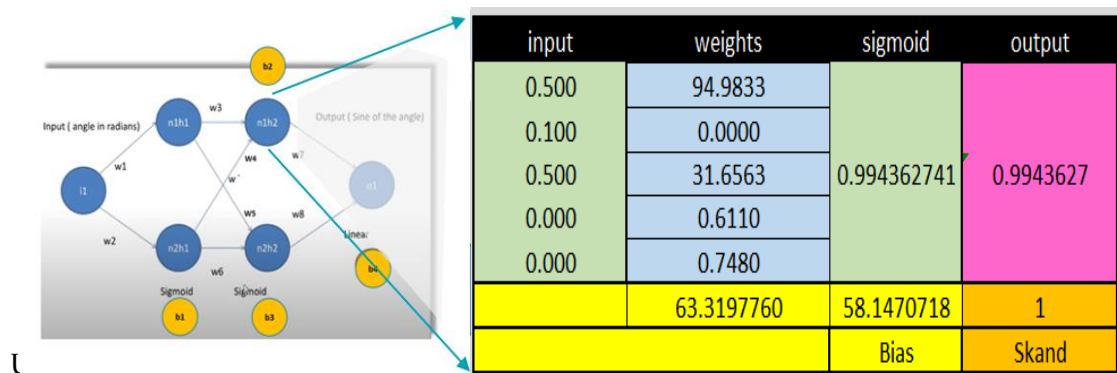 b2
w3
Input ( angle in radians)
n1h1
n1h2
Output ( Sine of the angle)
w1
w4
w7
w
i1
o1
w5
w8
w2
n2h1
n2h2
Linear
w6
b4
Sigmoid
Sigmoid
b1
b3
U
input weights sigmoid output
0.500 94.9833
0.100 0.0000
0.500 31.6563 0.994362741 0.9943627
0.000 0.6110
0.000 0.7480
63.3197760 58.1470718 1
Bias Skand